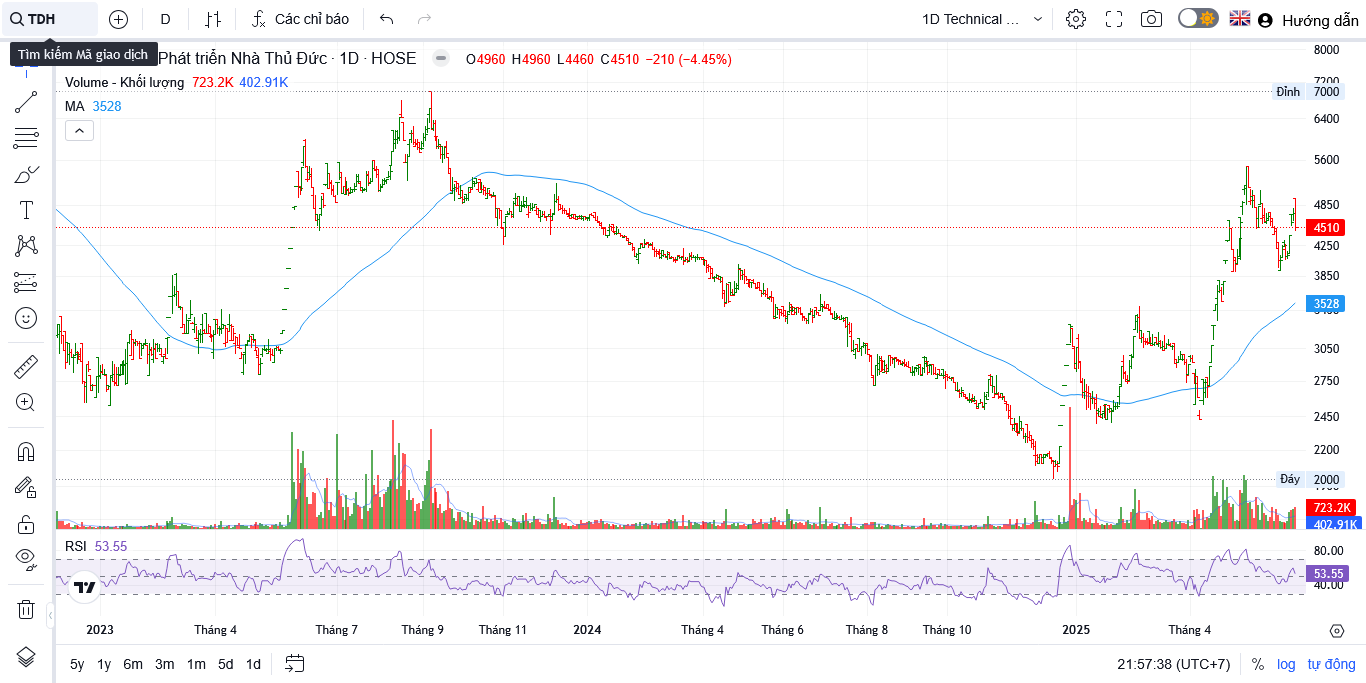 TDH
D
Các chỉ báo
1D Technical ...
Hướng dẫn
Tìm kiếm Mã giao dịch
Phát triển Nhà Thủ Đức · 1D · HOSE
O4960 H4960 L4460 C4510 −210 (−4.45%)
Volume - Khối lượng 723.2K 402.91K
MA 3528
8000
7200
Đỉnh 7000
6400
5600
4850
4510
4250
3850
3528
3050
2750
2450
2200
Đáy 2000
723.2K
402.91K
RSI 53.55
80.00
53.55
40.00
2023 Tháng 4 Tháng 7 Tháng 9 Tháng 11 2024 Tháng 4 Tháng 6 Tháng 8 Tháng 10 2025 Tháng 4
5y 1y 6m 3m 1m 5d 1d
21:57:38 (UTC+7) % log tự động